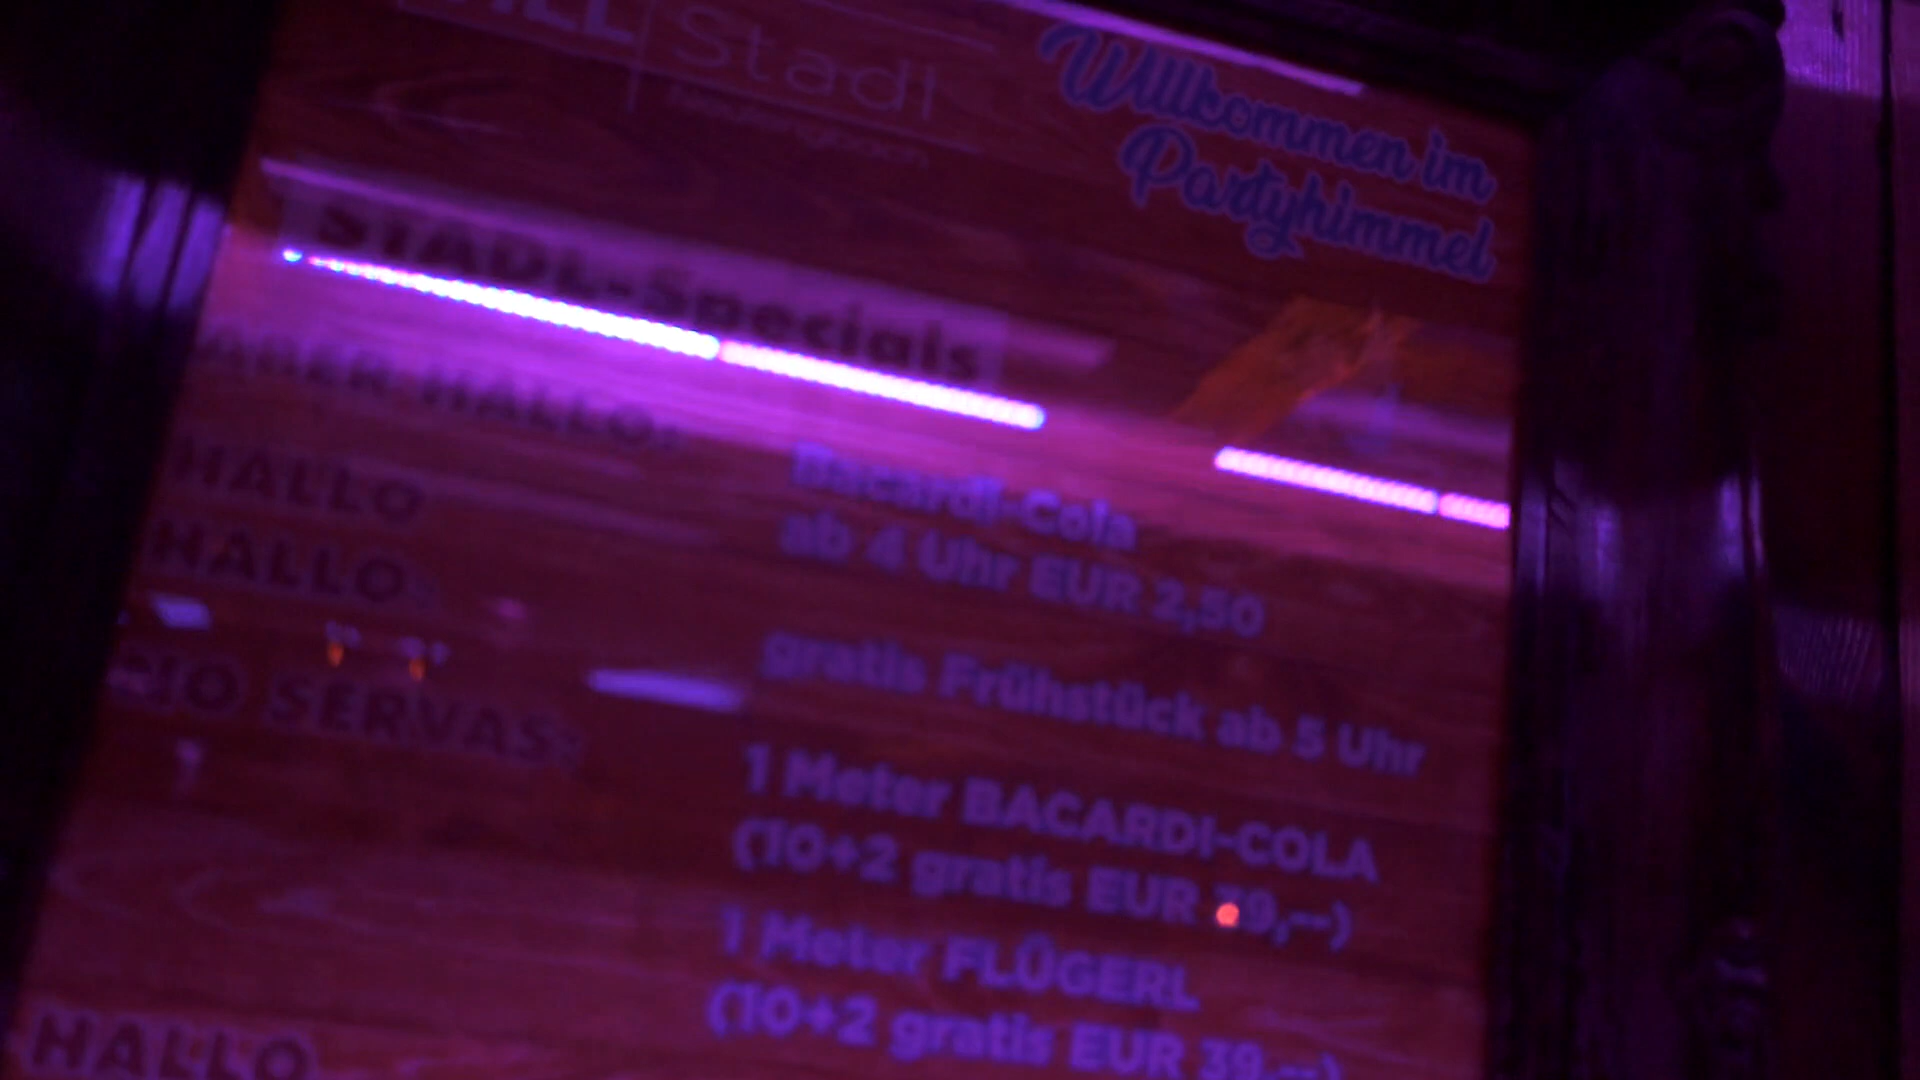 Stadl
Willkommen im
Partyhimmel
STADL-Specials
ABER HALLO:
Bacardi-Cola
ab 4 Uhr EUR 2,50
HALLO
HALLO:
gratis Frühstück ab 5 Uhr
SERVAS:
1 Meter BACARDI-COLA
(10+2 gratis EUR
1 Meter FLÜGERL
(10+2 gratis EUR 39,--)
HALLO